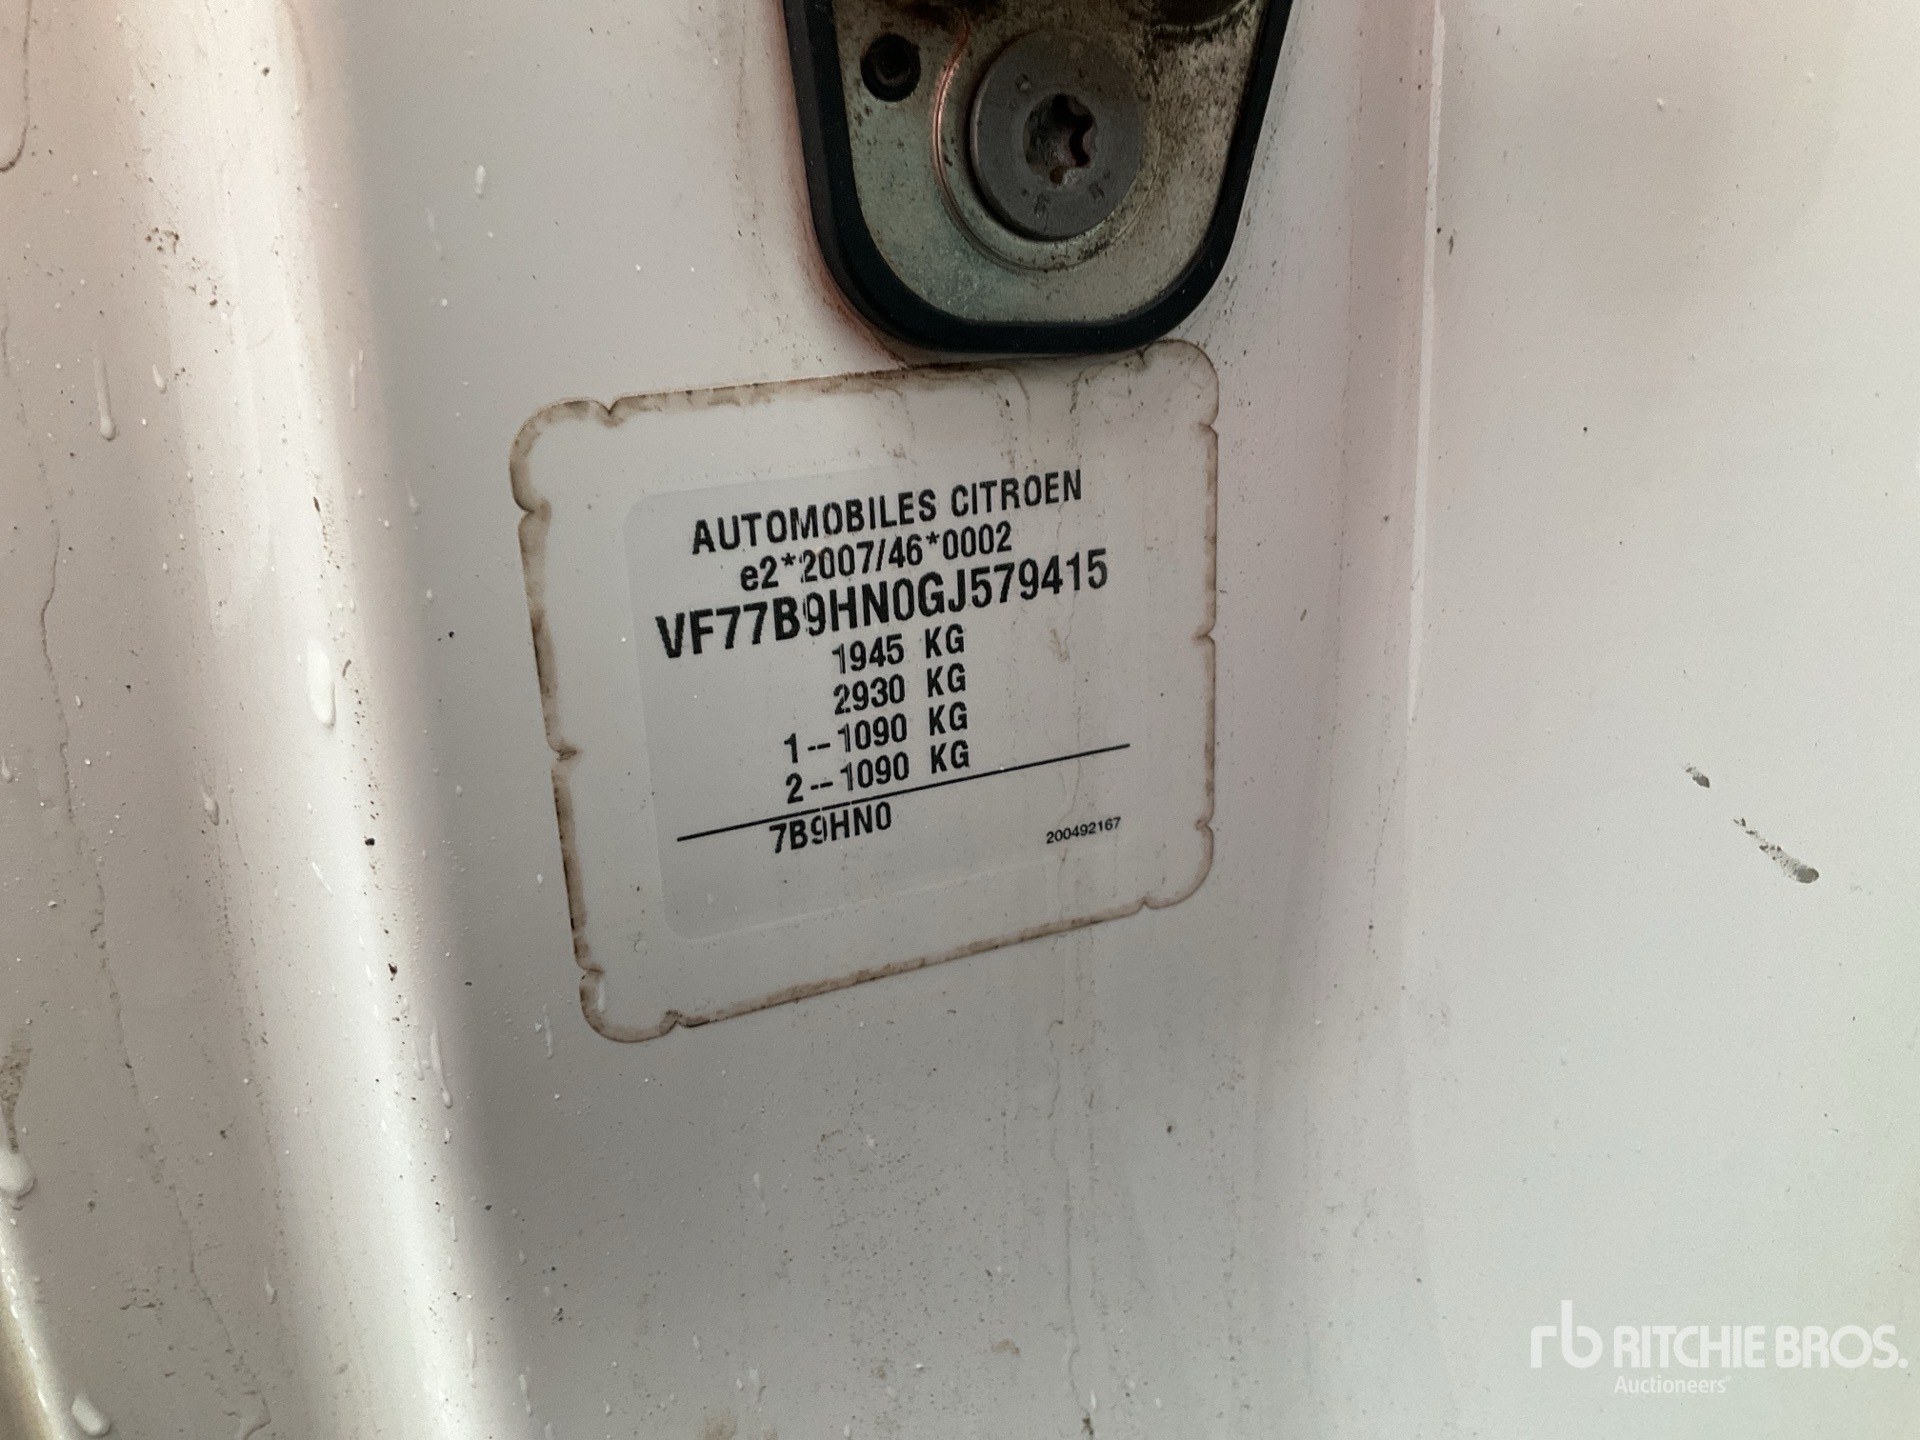 AUTOMOBILES CITROEN
e2*2007/46*0002
VF77B9HN0GJ579415
1945 KG
2930 KG
1--1090 KG
2--1090 KG
7B9HN0
200492167
rb RITCHIE BROS.
Auctioneers